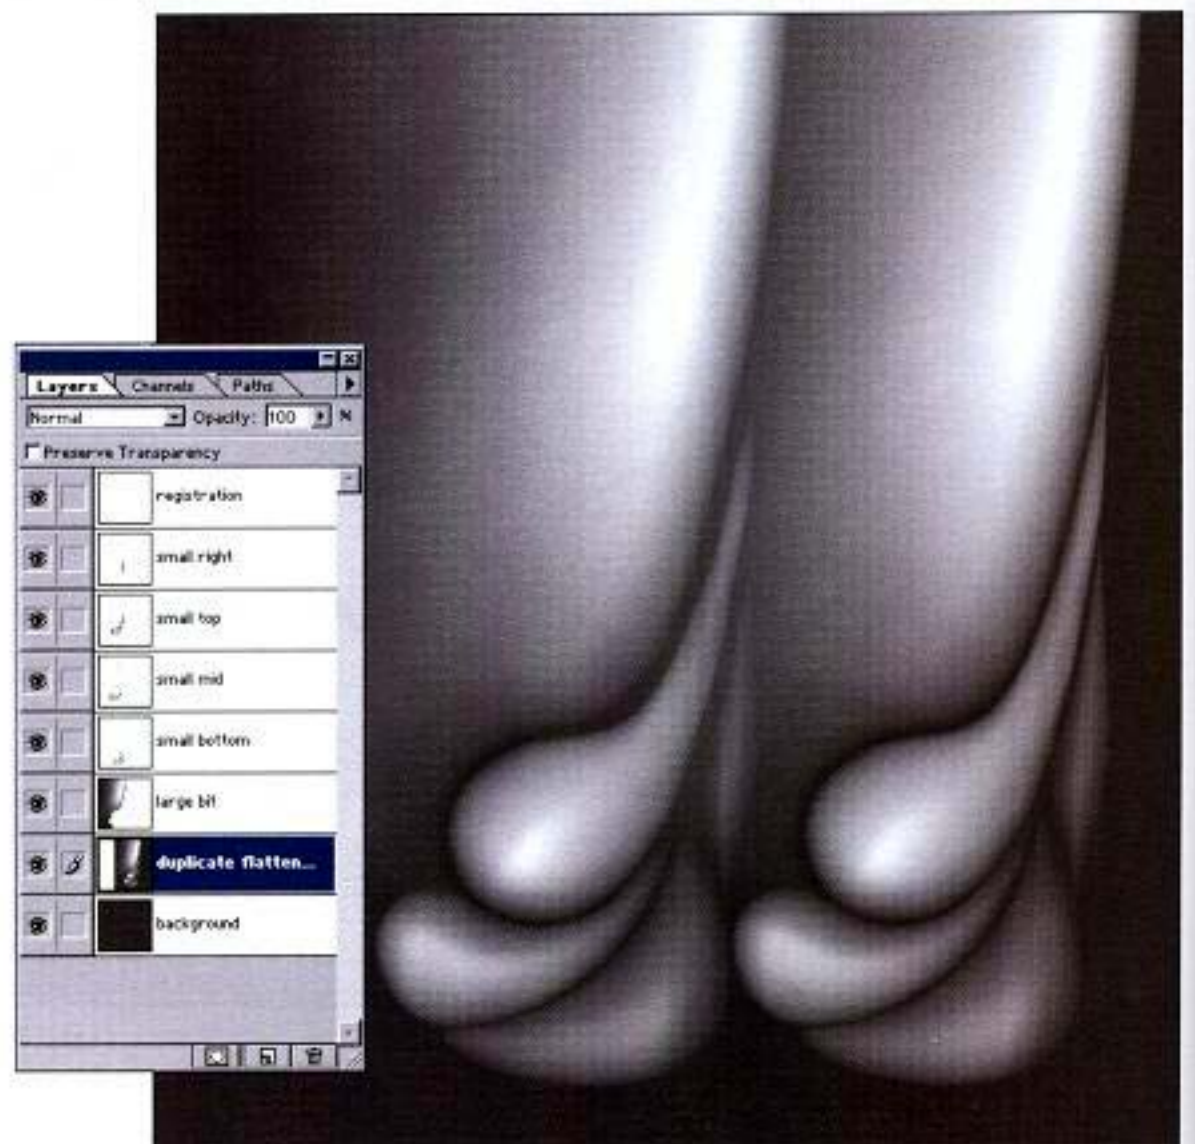 Layers Channels Paths
Normal Opacity: 100 %
Preserve Transparency
registration
small right
small top
small mid
small bottom
large bit
duplicate flatten...
background